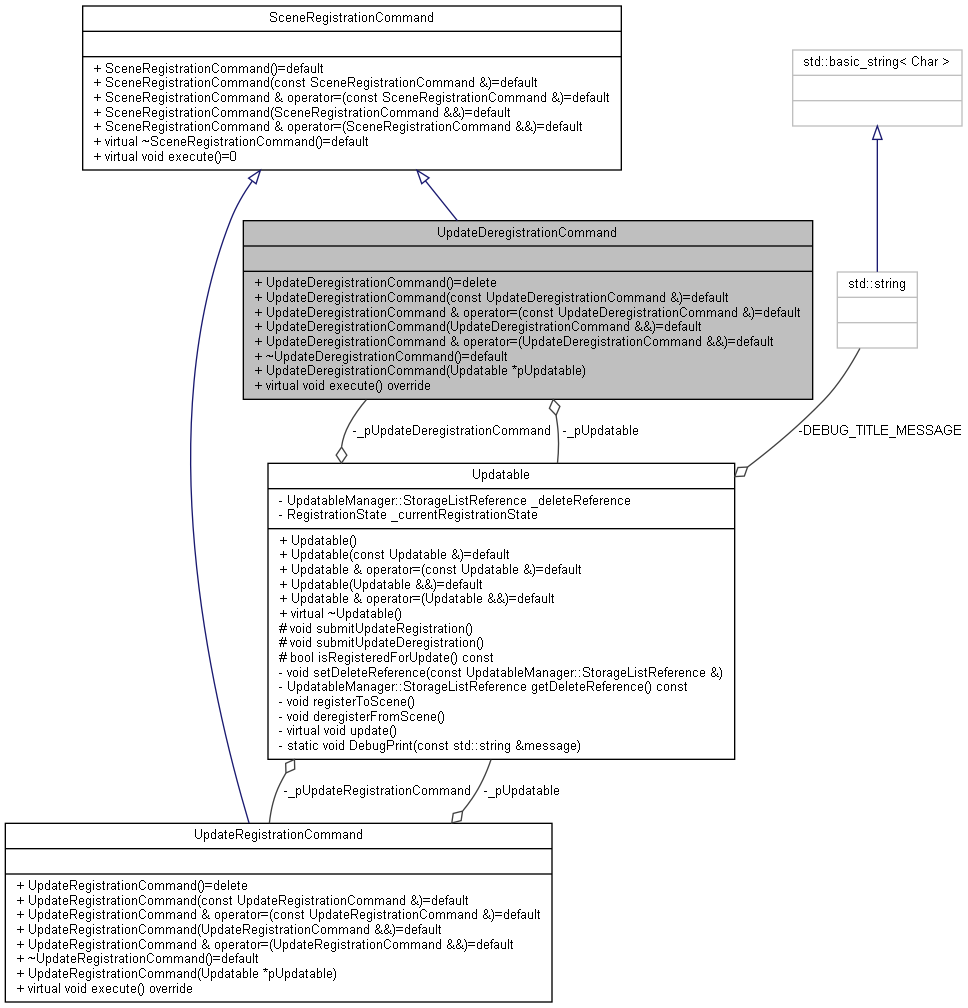 SceneRegistrationCommand
+ SceneRegistrationCommand()=default
+ SceneRegistrationCommand(const SceneRegistrationCommand &)=default
+ SceneRegistrationCommand & operator=(const SceneRegistrationCommand &)=default
+ SceneRegistrationCommand(SceneRegistrationCommand &&)=default
+ SceneRegistrationCommand & operator=(SceneRegistrationCommand &&)=default
+ virtual ~SceneRegistrationCommand()=default
+ virtual void execute()=0
std::basic_string< Char >
UpdateDeregistrationCommand
+ UpdateDeregistrationCommand()=delete
+ UpdateDeregistrationCommand(const UpdateDeregistrationCommand &)=default
+ UpdateDeregistrationCommand & operator=(const UpdateDeregistrationCommand &)=default
+ UpdateDeregistrationCommand(UpdateDeregistrationCommand &&)=default
+ UpdateDeregistrationCommand & operator=(UpdateDeregistrationCommand &&)=default
+ ~UpdateDeregistrationCommand()=default
+ UpdateDeregistrationCommand(Updatable *pUpdatable)
+ virtual void execute() override
std::string
-_pUpdateDeregistrationCommand
-_pUpdatable
-DEBUG_TITLE_MESSAGE
Updatable
- UpdatableManager::StorageListReference _deleteReference
- RegistrationState _currentRegistrationState
+ Updatable()
+ Updatable(const Updatable &)=default
+ Updatable & operator=(const Updatable &)=default
+ Updatable(Updatable &&)=default
+ Updatable & operator=(Updatable &&)=default
+ virtual ~Updatable()
# void submitUpdateRegistration()
# void submitUpdateDeregistration()
# bool isRegisteredForUpdate() const
- void setDeleteReference(const UpdatableManager::StorageListReference &)
- UpdatableManager::StorageListReference getDeleteReference() const
- void registerToScene()
- void deregisterFromScene()
- virtual void update()
- static void DebugPrint(const std::string &message)
-_pUpdateRegistrationCommand
-_pUpdatable
UpdateRegistrationCommand
+ UpdateRegistrationCommand()=delete
+ UpdateRegistrationCommand(const UpdateRegistrationCommand &)=default
+ UpdateRegistrationCommand & operator=(const UpdateRegistrationCommand &)=default
+ UpdateRegistrationCommand(UpdateRegistrationCommand &&)=default
+ UpdateRegistrationCommand & operator=(UpdateRegistrationCommand &&)=default
+ ~UpdateRegistrationCommand()=default
+ UpdateRegistrationCommand(Updatable *pUpdatable)
+ virtual void execute() override